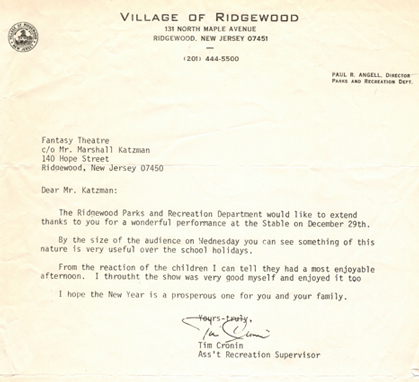 VILLAGE OF RIDGEWOOD
131 NORTH MAPLE AVENUE
RIDGEWOOD, NEW JERSEY 07451
(201) 444-5500
PAUL R. ANGELL, DIRECTOR
PARKS AND RECREATION DEPT.
Fantasy Theatre
c/o Mr. Marshall Katzman
140 Hope Street
Ridgewood, New Jersey 07450
Dear Mr. Katzman:
The Ridgewood Parks and Recreation Department would like to extend
thanks to you for a wonderful performance at the Stable on December 29th.
By the size of the audience on Wednesday you can see something of this
nature is very useful over the school holidays.
From the reaction of the children I can tell they had a most enjoyable
afternoon. I throutht the show was very good myself and enjoyed it too
I hope the New Year is a prosperous one for you and your family.
Yours truly,
Tim Cronin
Tim Cronin
Ass't Recreation Supervisor